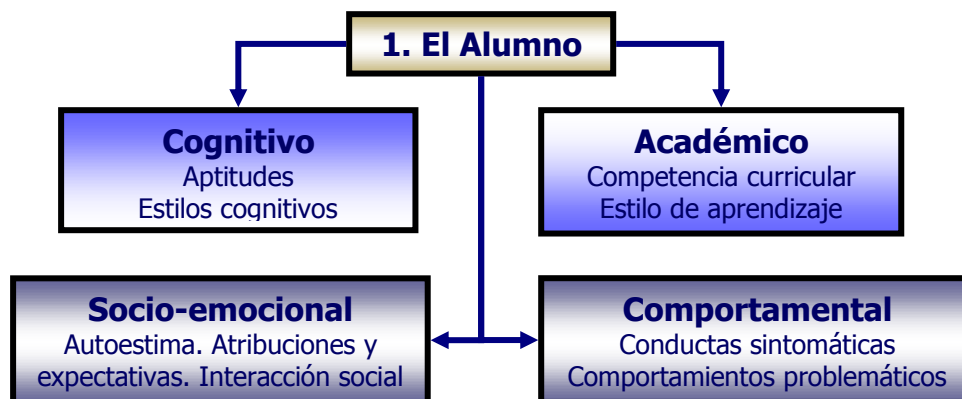 1. El Alumno
Cognitivo
Aptitudes
Estilos cognitivos
Académico
Competencia curricular
Estilo de aprendizaje
Socio-emocional
Autoestima. Atribuciones y
expectativas. Interacción social
Comportamental
Conductas sintomáticas
Comportamientos problemáticos